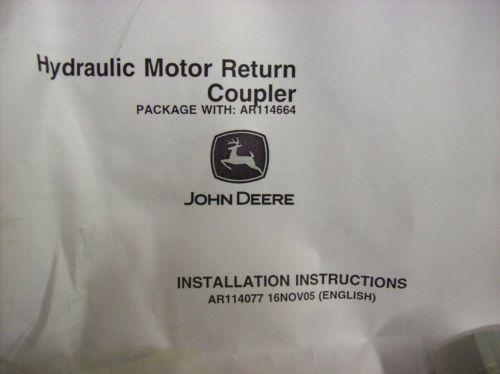 Hydraulic Motor Return
Coupler
PACKAGE WITH: AR114664
JOHN DEERE
INSTALLATION INSTRUCTIONS
AR114077 16NOV05 (ENGLISH)